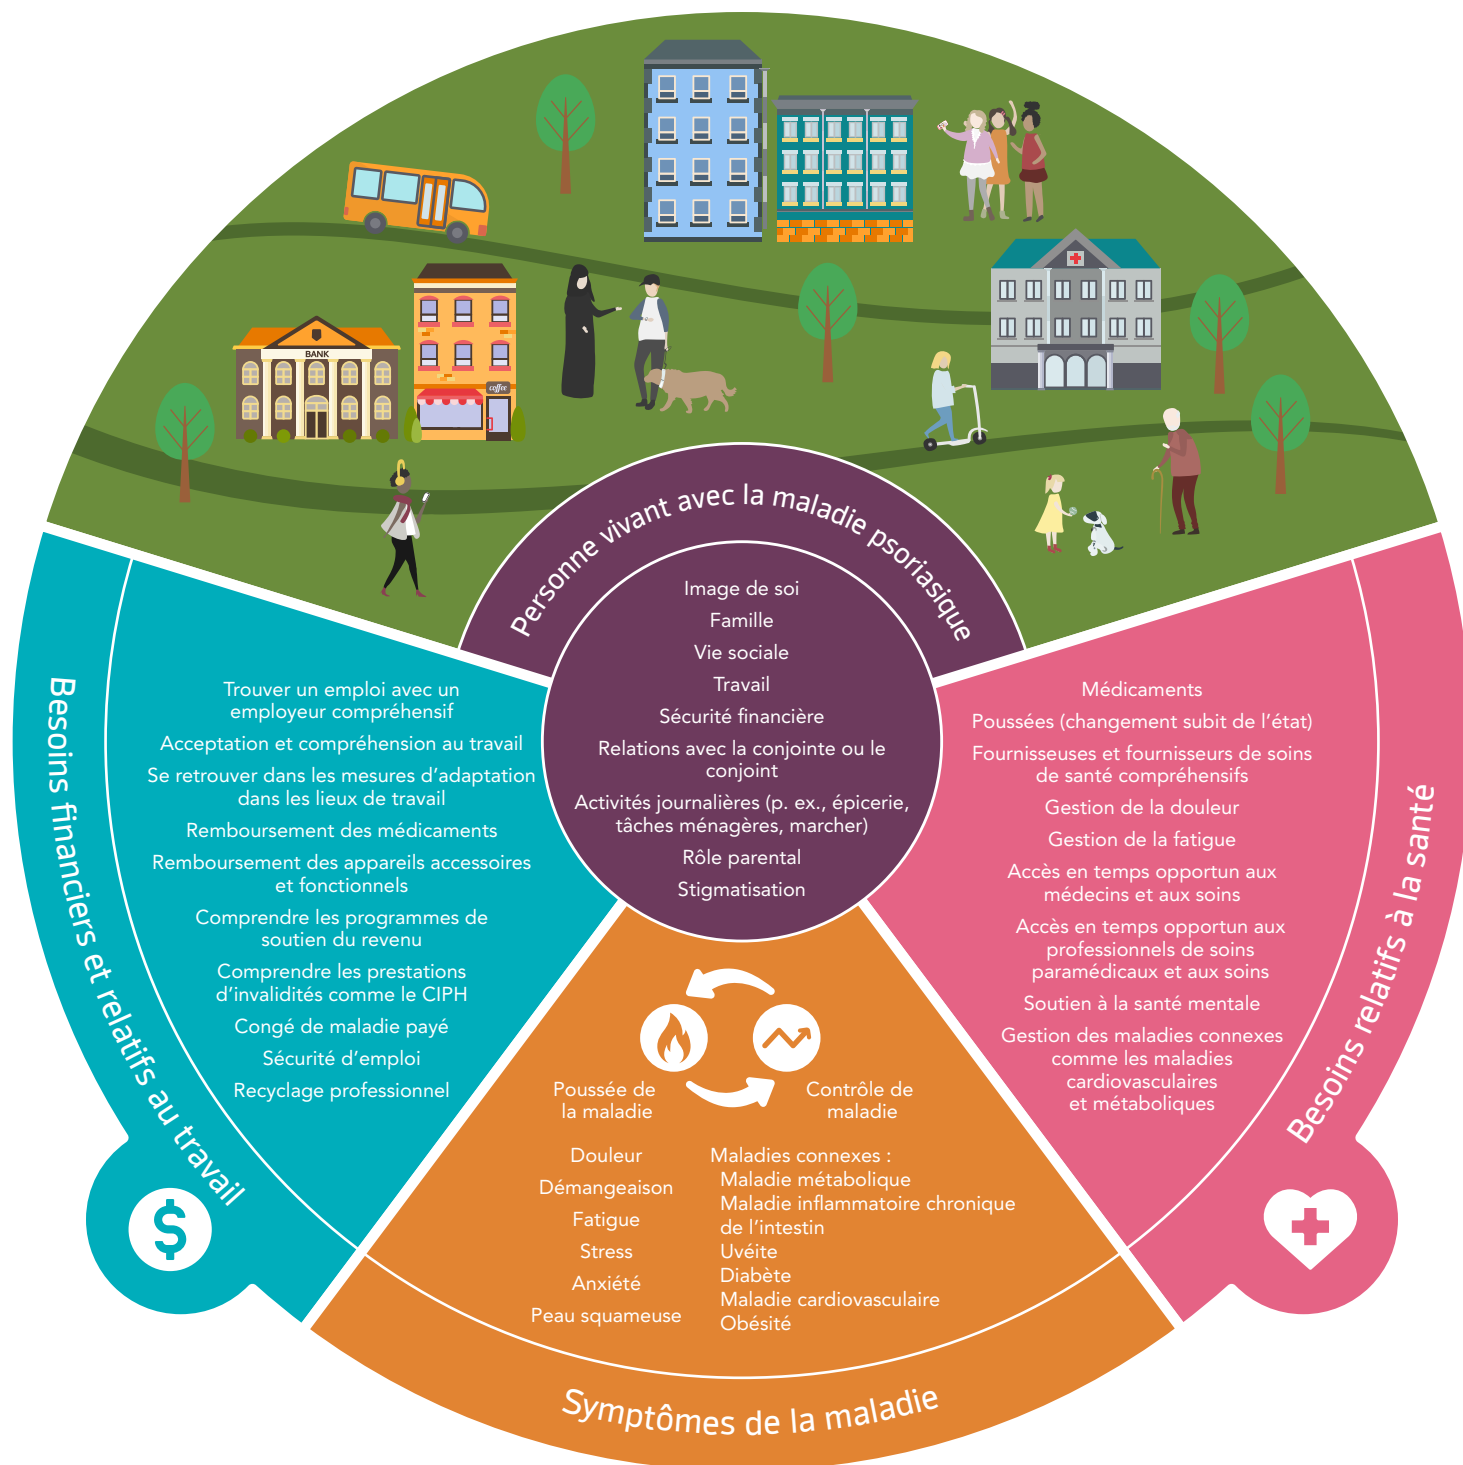 BANK
coffee
Personne vivant avec la maladie psoriasique
Image de soi
Famille
Vie sociale
Travail
Sécurité financière
Relations avec la conjointe ou le
conjoint
Activités journalières (p. ex., épicerie,
tâches ménagères, marcher)
Rôle parental
Stigmatisation
Besoins financiers et relatifs au travail
Trouver un emploi avec un
employeur compréhensif
Acceptation et compréhension au travail
Se retrouver dans les mesures d’adaptation
dans les lieux de travail
Remboursement des médicaments
Remboursement des appareils accessoires
et fonctionnels
Comprendre les programmes de
soutien du revenu
Comprendre les prestations
d’invalidités comme le CIPH
Congé de maladie payé
Sécurité d’emploi
Recyclage professionnel
$
Besoins relatifs à la santé
Médicaments
Poussées (changement subit de l’état)
Fournisseuses et fournisseurs de soins
de santé compréhensifs
Gestion de la douleur
Gestion de la fatigue
Accès en temps opportun aux
médecins et aux soins
Accès en temps opportun aux
professionnels de soins
paramédicaux et aux soins
Soutien à la santé mentale
Gestion des maladies connexes
comme les maladies
cardiovasculaires
et métaboliques
Poussée de
la maladie
Contrôle de
maladie
Douleur
Démangeaison
Fatigue
Stress
Anxiété
Peau squameuse
Maladies connexes :
Maladie métabolique
Maladie inflammatoire chronique
de l’intestin
Uvéite
Diabète
Maladie cardiovasculaire
Obésité
Symptômes de la maladie